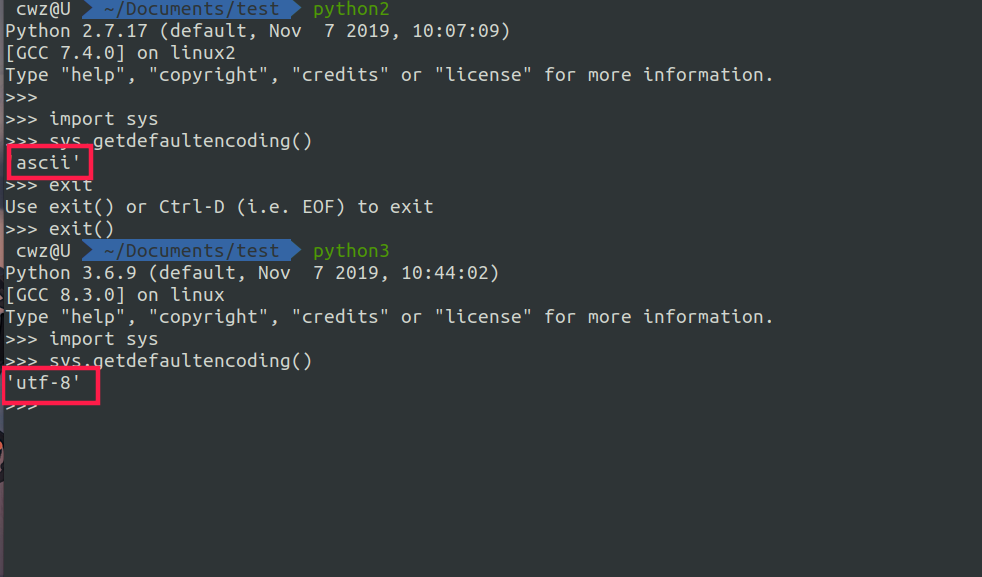 cwz@U ~/Documents/test python2
Python 2.7.17 (default, Nov  7 2019, 10:07:09)
[GCC 7.4.0] on linux2
Type "help", "copyright", "credits" or "license" for more information.
>>>
>>> import sys
>>> sys.getdefaultencoding()
'ascii'
>>> exit
Use exit() or Ctrl-D (i.e. EOF) to exit
>>> exit()
cwz@U ~/Documents/test python3
Python 3.6.9 (default, Nov  7 2019, 10:44:02)
[GCC 8.3.0] on linux
Type "help", "copyright", "credits" or "license" for more information.
>>> import sys
>>> sys.getdefaultencoding()
'utf-8'
>>>